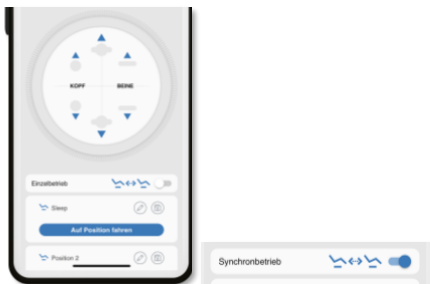 KOPF BEINE
Einzelbetrieb
Sleep
Auf Position fahren
Position 2
Synchronbetrieb